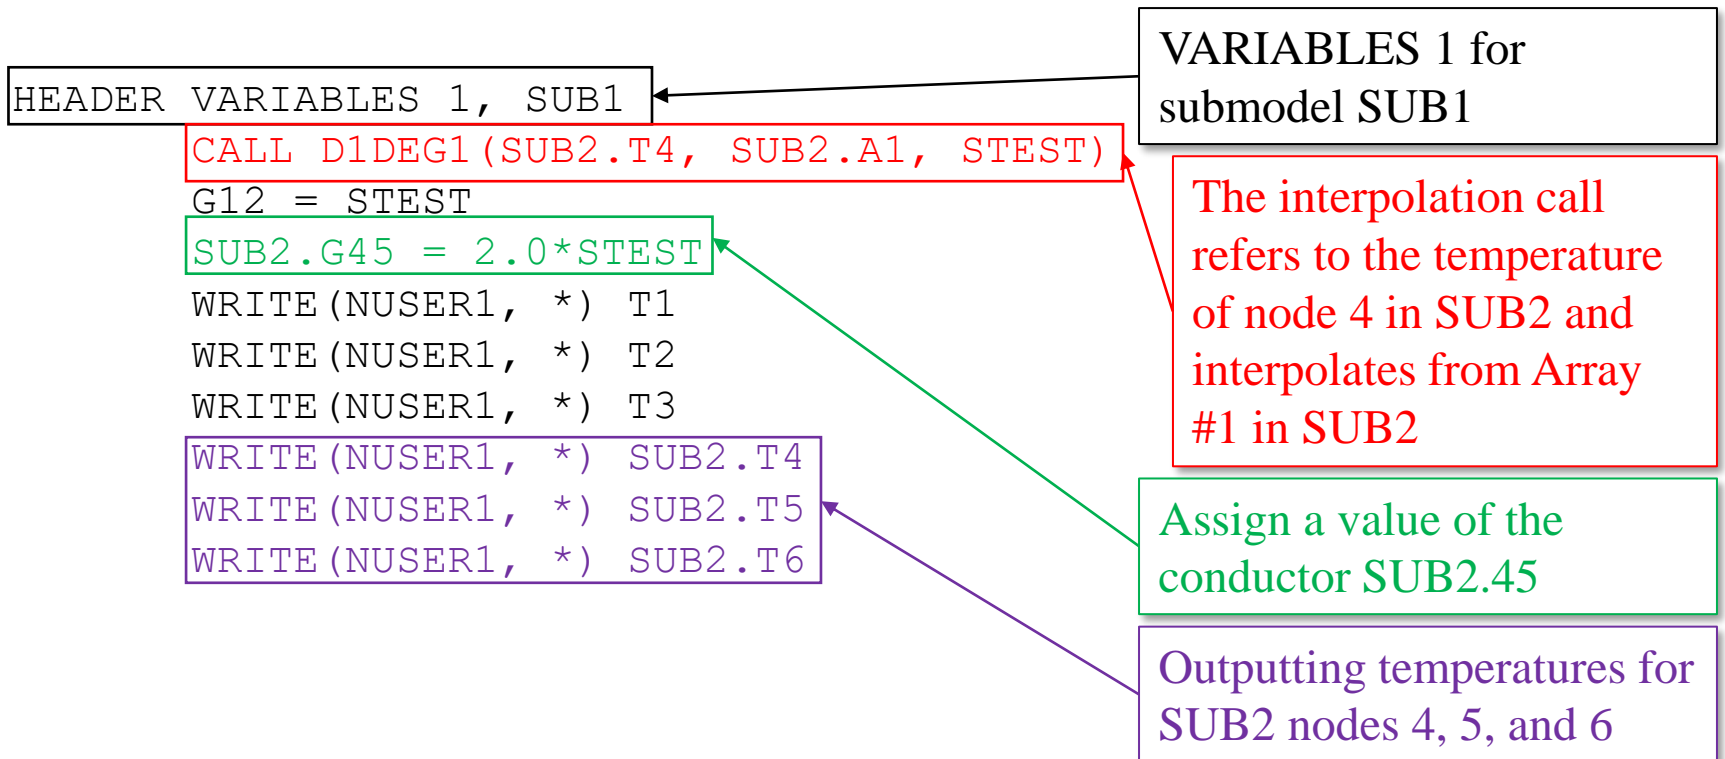 HEADER VARIABLES 1, SUB1
CALL D1DEG1(SUB2.T4, SUB2.A1, STEST)
G12 = STEST
SUB2.G45 = 2.0*STEST
WRITE(NUSER1, *) T1
WRITE(NUSER1, *) T2
WRITE(NUSER1, *) T3
WRITE(NUSER1, *) SUB2.T4
WRITE(NUSER1, *) SUB2.T5
WRITE(NUSER1, *) SUB2.T6
VARIABLES 1 for
submodel SUB1
The interpolation call
refers to the temperature
of node 4 in SUB2 and
interpolates from Array
#1 in SUB2
Assign a value of the
conductor SUB2.45
Outputting temperatures for
SUB2 nodes 4, 5, and 6